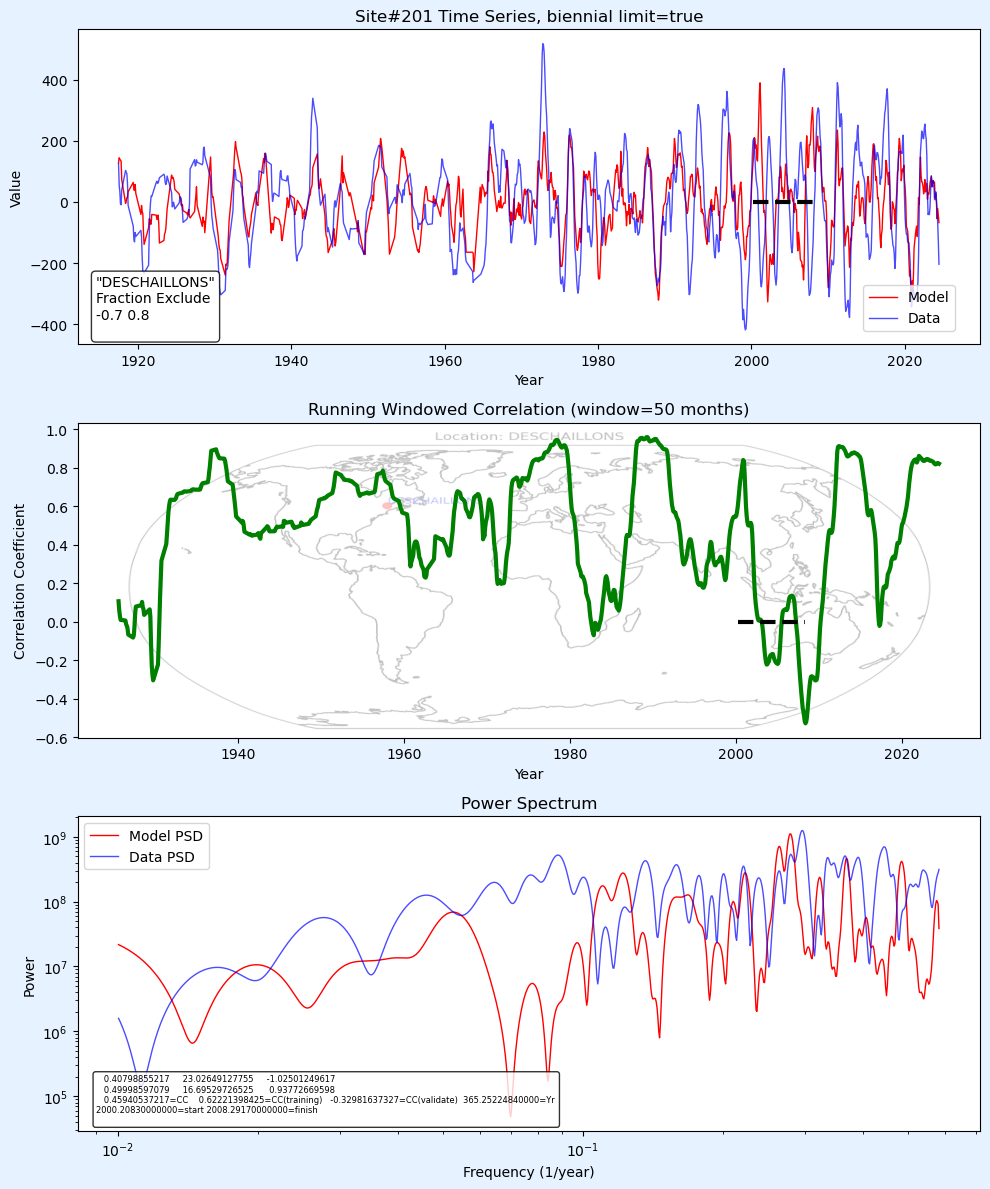 Site#201 Time Series, biennial limit=true
Value
400
200
0
−200
−400
"DESCHAILLONS"
Fraction Exclude
-0.7 0.8
Model
Data
1920
1940
1960
1980
2000
2020
Year
Running Windowed Correlation (window=50 months)
Location: DESCHAILLONS
Correlation Coefficient
1.0
0.8
0.6
0.4
0.2
0.0
−0.2
−0.4
−0.6
1940
1960
1980
2000
2020
Year
Power Spectrum
Model PSD
Data PSD
Power
10⁹
10⁸
10⁷
10⁶
10⁵
0.40798855217 23.02649127755 -1.02501249617
0.49998597079 16.69529726525 0.93772669598
0.45940537217=CC 0.62221398425=CC(training) -0.32981637327=CC(validate) 365.25224840000=Yr
2000.20830000000=start 2008.29170000000=finish
10⁻²
10⁻¹
Frequency (1/year)